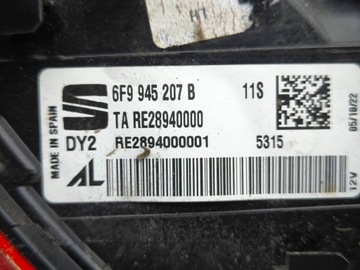 6F9 945 207 B 11S
TA RE28940000
DY2 RE2894000001 5315
MADE IN SPAIN
AL
05/10/22
12V